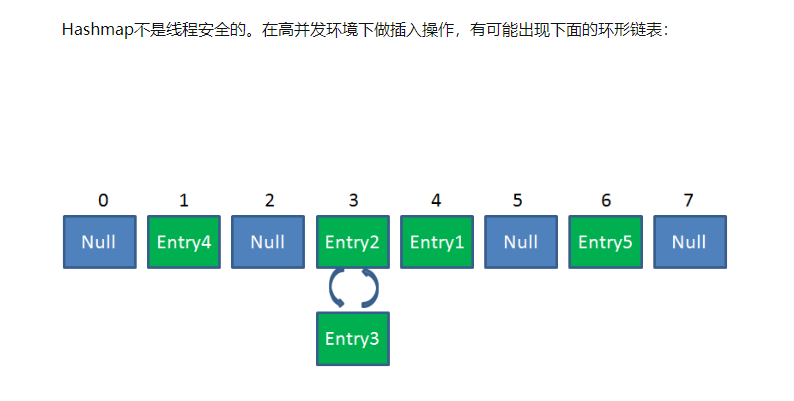 Hashmap不是线程安全的。在高并发环境下做插入操作，有可能出现下面的环形链表：
0 1 2 3 4 5 6 7
Null Entry4 Null Entry2 Entry1 Null Entry5 Null
Entry3